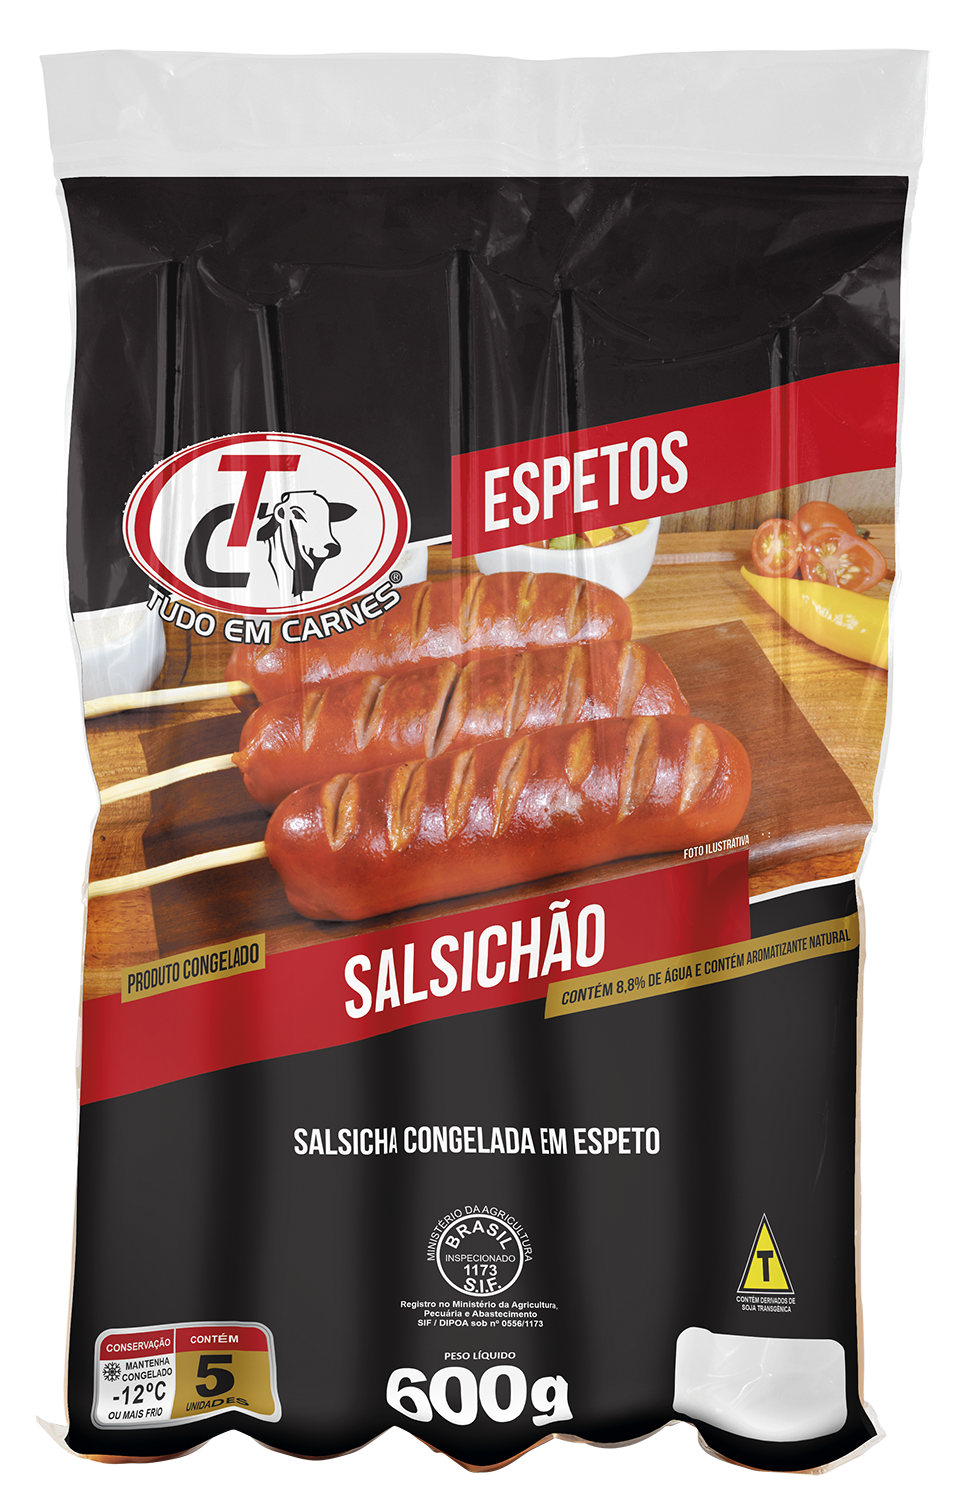 ESPETOS
TC
TUDO EM CARNES®
FOTO ILUSTRATIVA
PRODUTO CONGELADO
SALSICHÃO
CONTÉM 8,8% DE ÁGUA E CONTÉM AROMATIZANTE NATURAL
SALSICHA CONGELADA EM ESPETO
MINISTÉRIO DA AGRICULTURA
BRASIL
INSPECIONADO
1173
S.I.F.
Registro no Ministério da Agricultura,
Pecuária e Abastecimento
SIF / DIPOA sob nº 0556/1173
T
CONTÉM DERIVADOS DE
SOJA TRANSGÊNICA
CONSERVAÇÃO
MANTENHA
CONGELADO
-12ºC
OU MAIS FRIO
CONTÉM
5
UNIDADES
PESO LÍQUIDO
600g